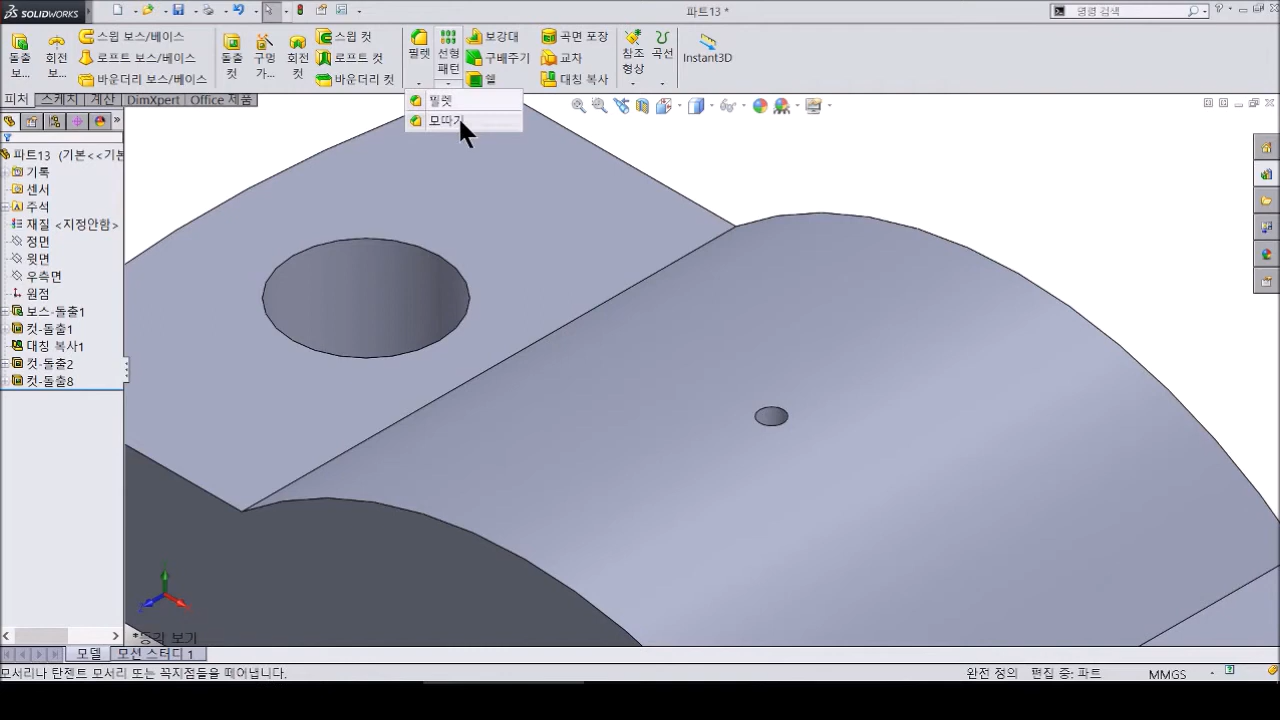 SOLIDWORKS
파트13 *
명령 검색
스윕 보스/베이스
로프트 보스/베이스
바운더리 보스/베이스
돌출 보...
회전 보...
돌출 컷
구멍 가...
회전 컷
스윕 컷
로프트 컷
바운더리 컷
필렛
선형 패턴
보강대
구배주기
쉘
곡면 포장
교차
대칭 복사
참조 형상
곡선
Instant3D
피처
스케치
계산
DimXpert
Office 제품
필렛
모따기
파트13 (기본<<기본
기록
센서
주석
재질 <지정안함>
정면
윗면
우측면
원점
보스-돌출1
컷-돌출1
대칭 복사1
컷-돌출2
컷-돌출8
*등각 보기
모델
모션 스터디 1
모서리나 탄젠트 모서리 또는 꼭지점들을 떼어냅니다.
완전 정의
편집 중: 파트
MMGS